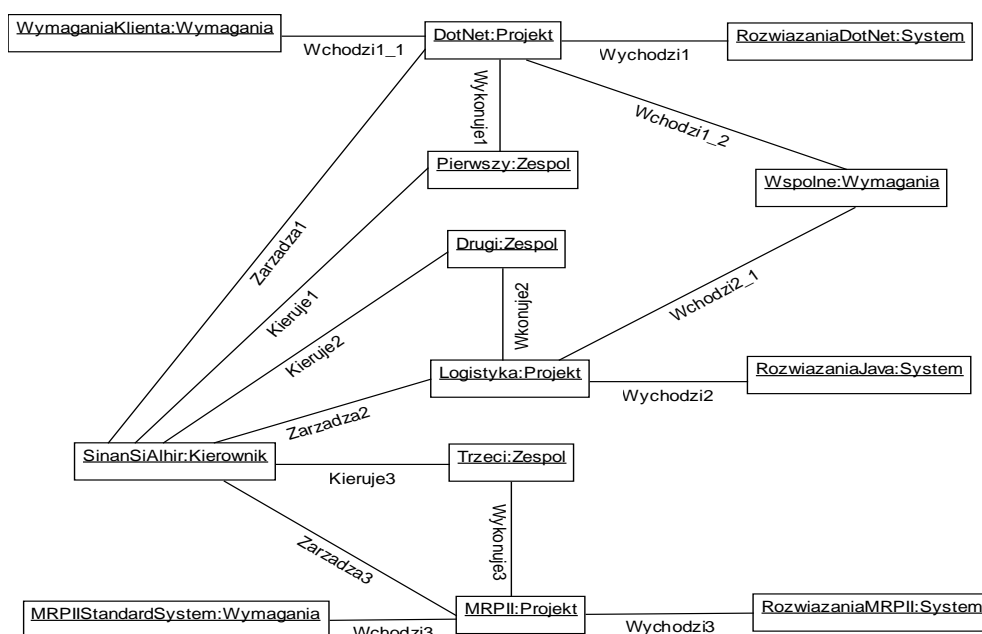 WymaganiaKlienta:Wymagania
Wchodzi1_1
DotNet:Projekt
Wychodzi1
RozwiazaniaDotNet:System
Wykonuje1
Wchodzi1_2
Pierwszy:Zespol
Wspolne:Wymagania
Zarzadza1
Kieruje1
Drugi:Zespol
Kieruje2
Wkonuje2
Wchodzi2_1
Logistyka:Projekt
Wychodzi2
RozwiazaniaJava:System
Zarzadza2
SinanSiAlhir:Kierownik
Kieruje3
Trzeci:Zespol
Wykonuje3
Zarzadza3
MRPIIStandardSystem:Wymagania
Wchodzi3
MRPII:Projekt
Wychodzi3
RozwiazaniaMRPII:System